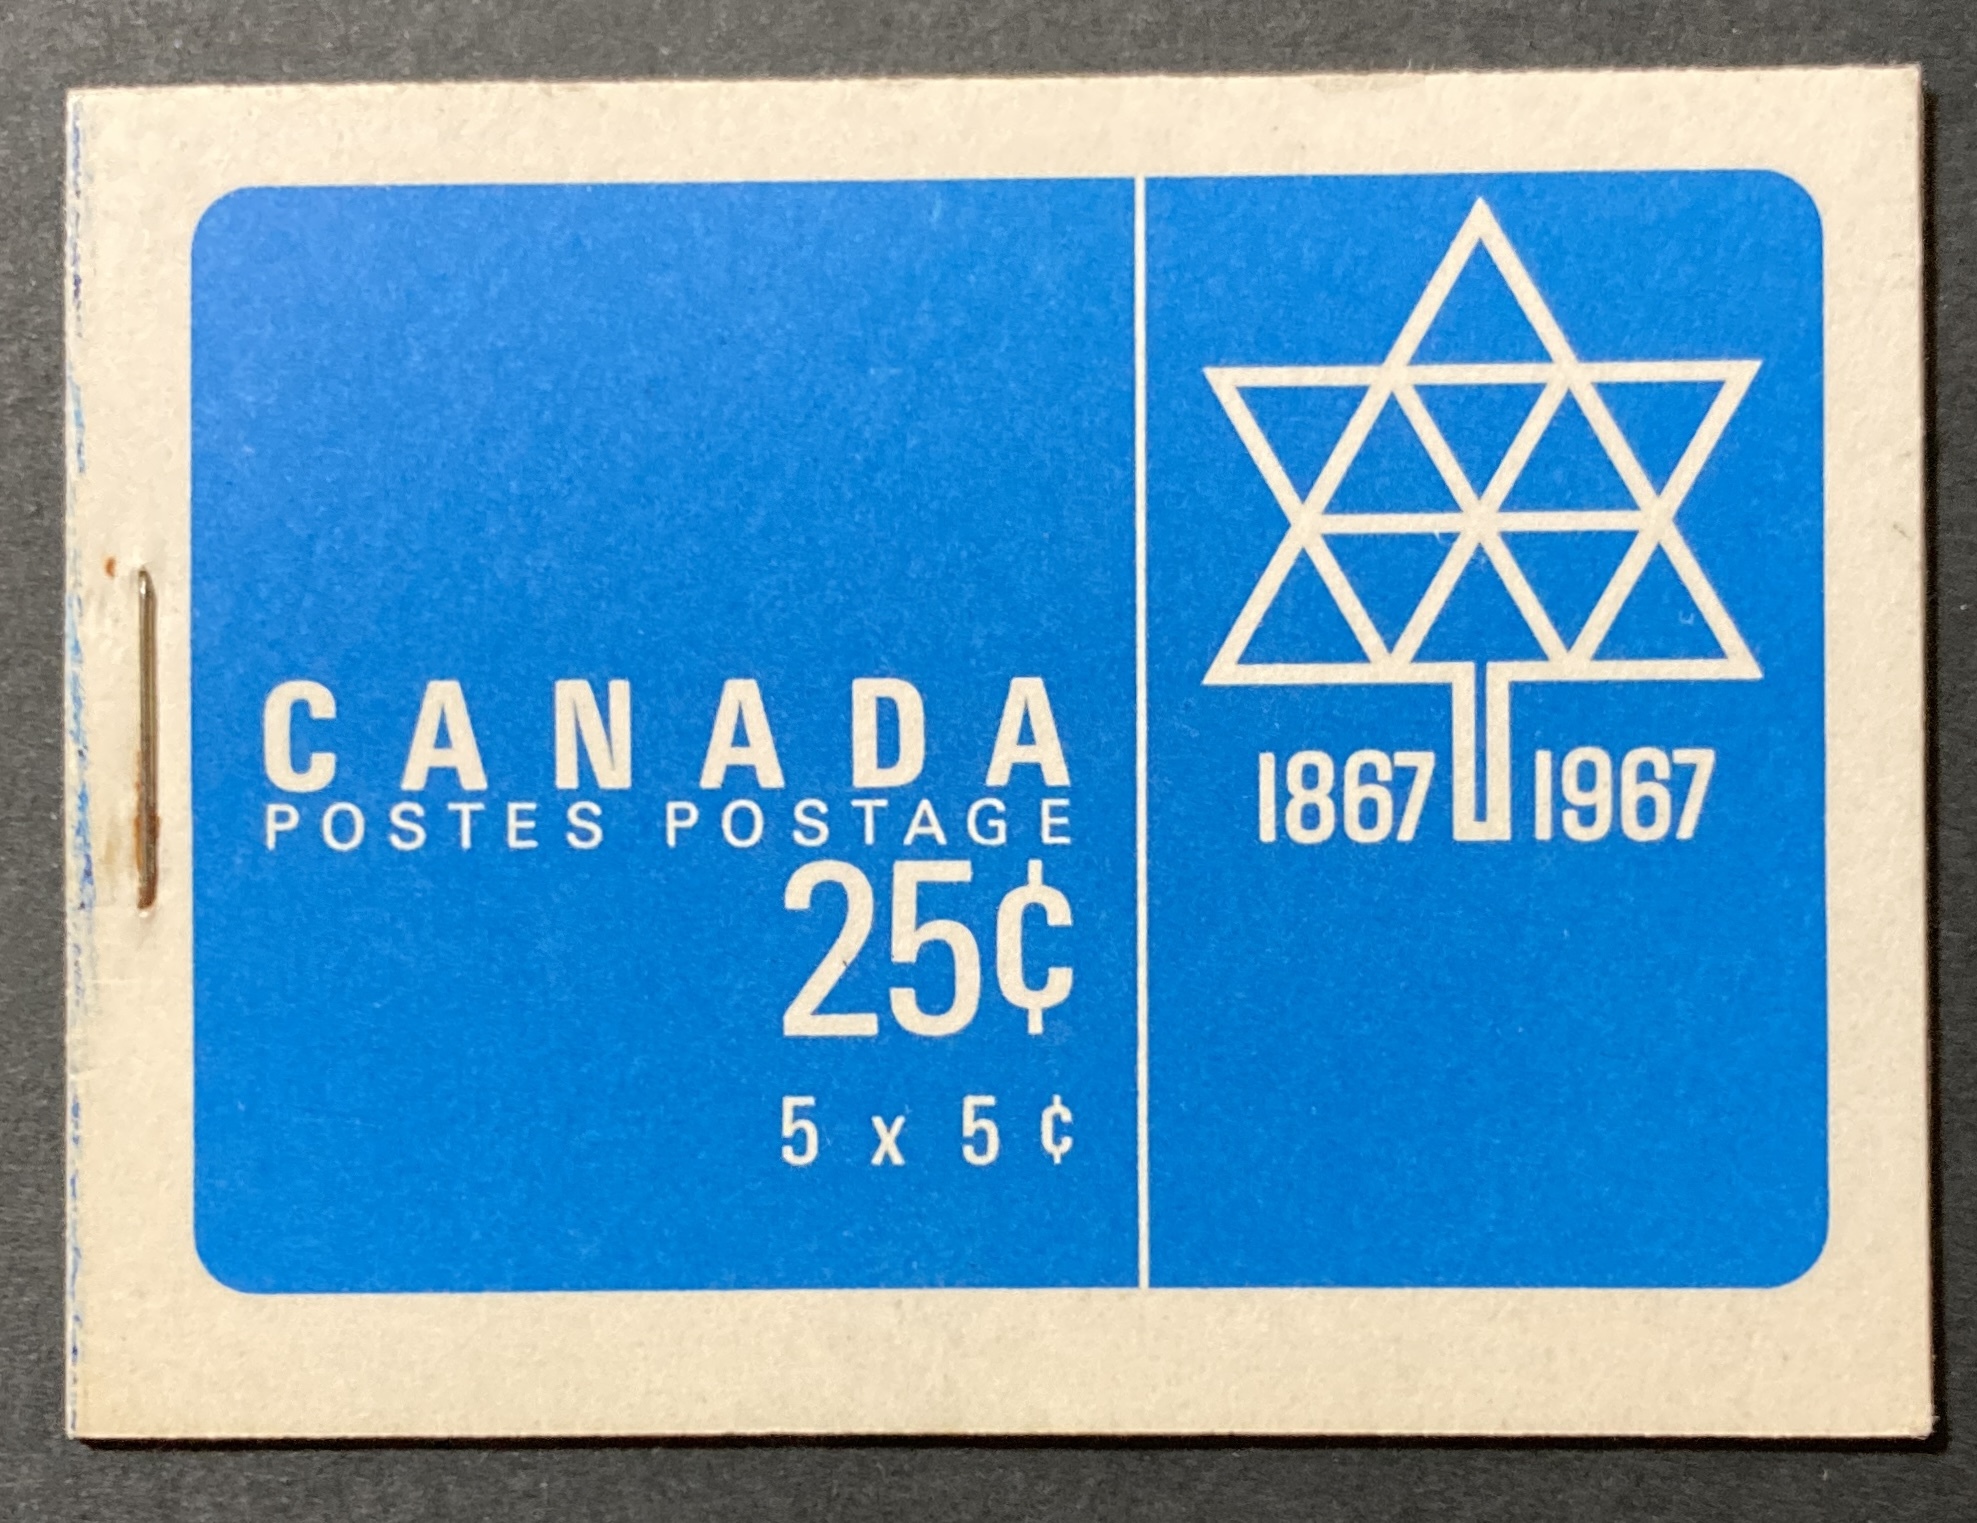 CANADA
POSTES POSTAGE
25¢
5 x 5¢
1867 1967